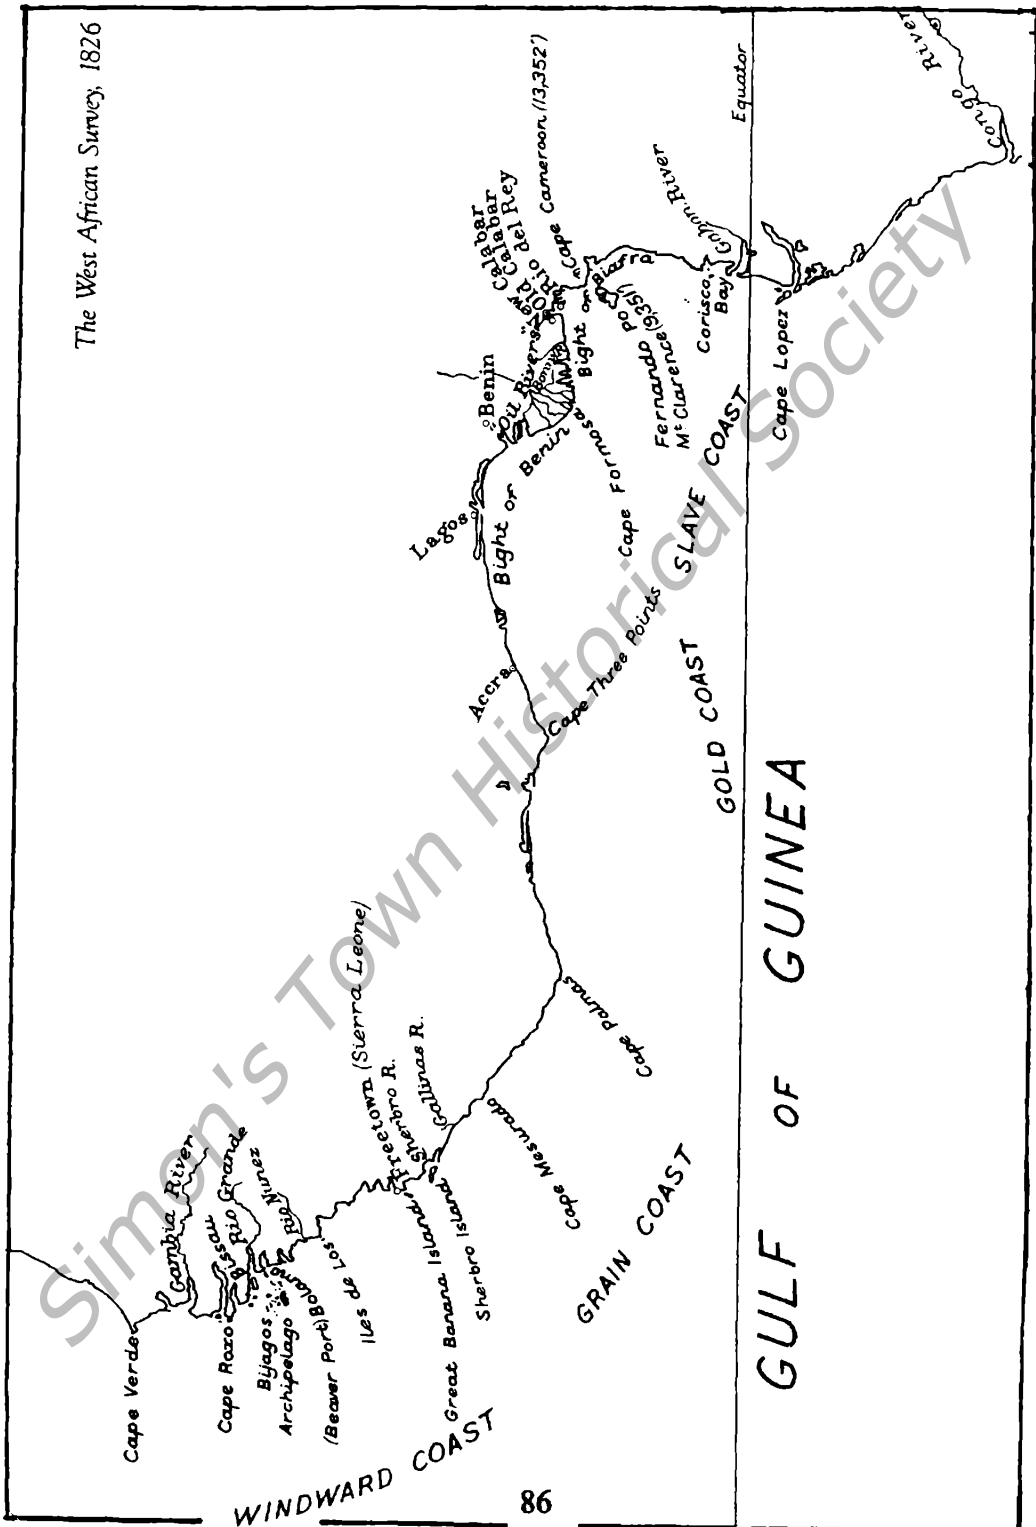 The West African Survey, 1826
Cape Verde
Gambia River
Cape Roxo
Bissau
Rio Grande
Bijagos
Archipelago
(Beaver Port) Bolama
Rio Nunez
Iles de Los
Freetown (Sierra Leone)
Sherbro R.
Gallinas R.
Great Banana Island
Sherbro Island
Cape Mesurado
Cape Palmas
WINDWARD COAST
GRAIN COAST
Accra
Cape Three Points
GOLD COAST
Lagos
Bight of Benin
Benin
"Oil Rivers"
Bonny
New Calabar
Old Calabar
Rio del Rey
Cape Cameroon (13,352')
Cape Formosa
Bight of Biafra
Fernando Po
Mt Clarence (9,351')
SLAVE COAST
Corisco
Bay
Gabon River
Equator
Cape Lopez
Congo River
GULF OF GUINEA
86
Simon's Town Historical Society